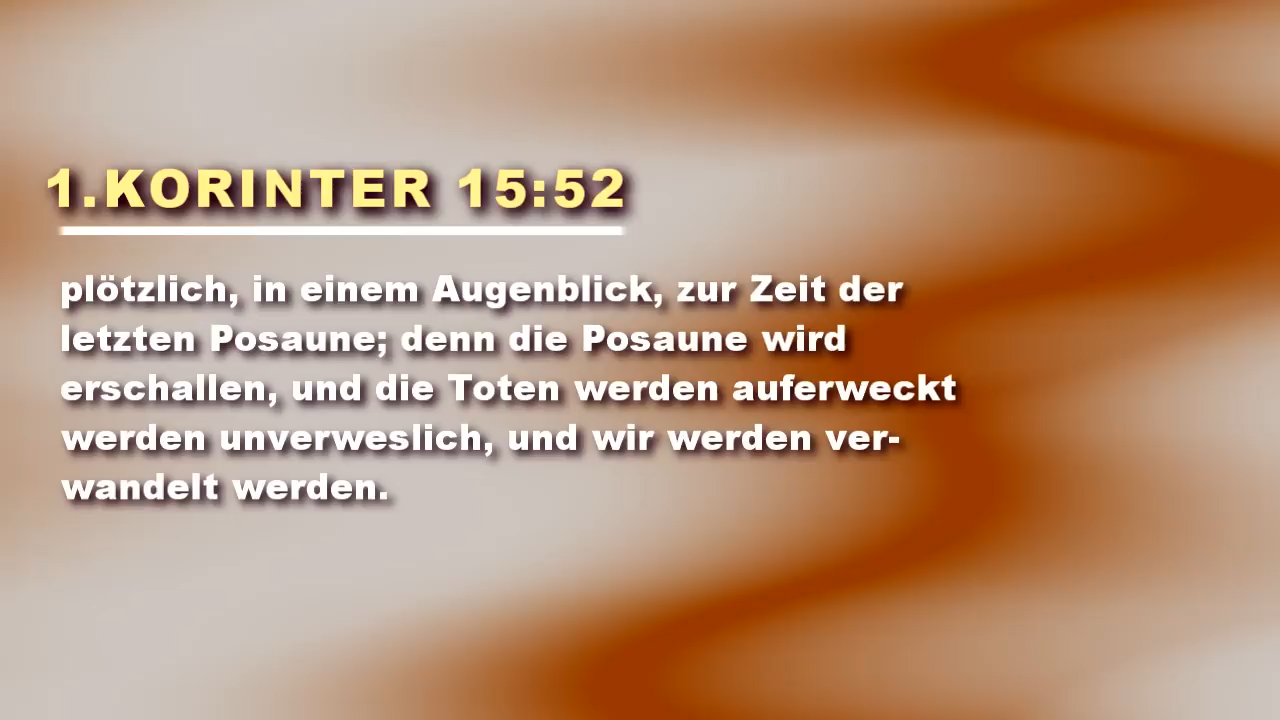 1.KORINTER 15:52
plötzlich, in einem Augenblick, zur Zeit der
letzten Posaune; denn die Posaune wird
erschallen, und die Toten werden auferweckt
werden unverweslich, und wir werden ver-
wandelt werden.